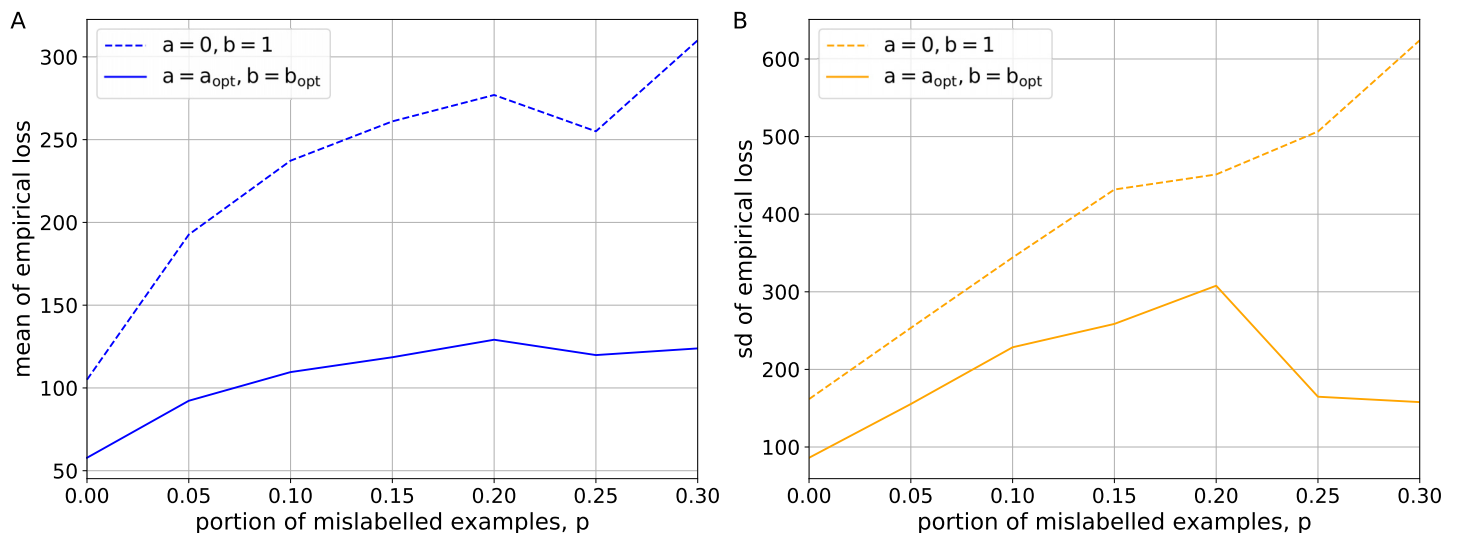 A
a = 0, b = 1
a = a_opt, b = b_opt
mean of empirical loss
300
250
200
150
100
50
0.00 0.05 0.10 0.15 0.20 0.25 0.30
portion of mislabelled examples, p
B
a = 0, b = 1
a = a_opt, b = b_opt
sd of empirical loss
600
500
400
300
200
100
0.00 0.05 0.10 0.15 0.20 0.25 0.30
portion of mislabelled examples, p